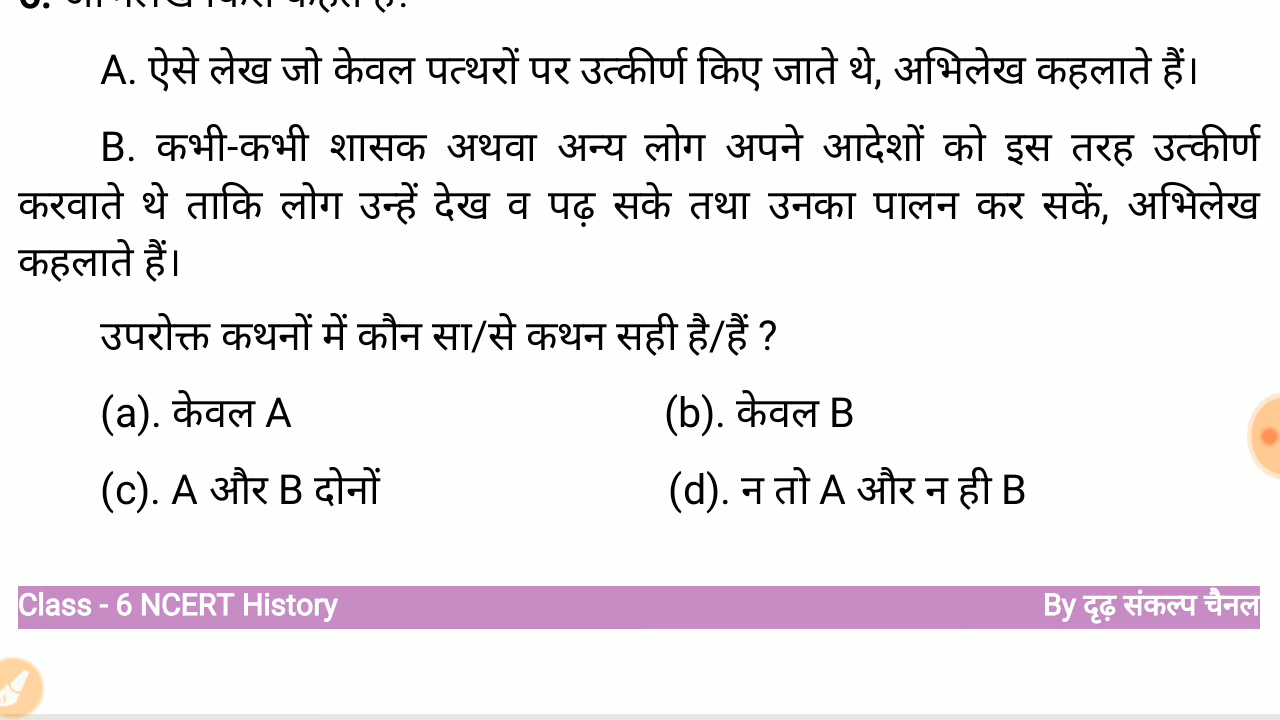 A. ऐसे लेख जो केवल पत्थरों पर उत्कीर्ण किए जाते थे, अभिलेख कहलाते हैं।
B. कभी-कभी शासक अथवा अन्य लोग अपने आदेशों को इस तरह उत्कीर्ण
करवाते थे ताकि लोग उन्हें देख व पढ़ सके तथा उनका पालन कर सकें, अभिलेख
कहलाते हैं।
उपरोक्त कथनों में कौन सा/से कथन सही है/हैं ?
(a). केवल A (b). केवल B
(c). A और B दोनों (d). न तो A और न ही B
Class - 6 NCERT History By दृढ़ संकल्प चैनल